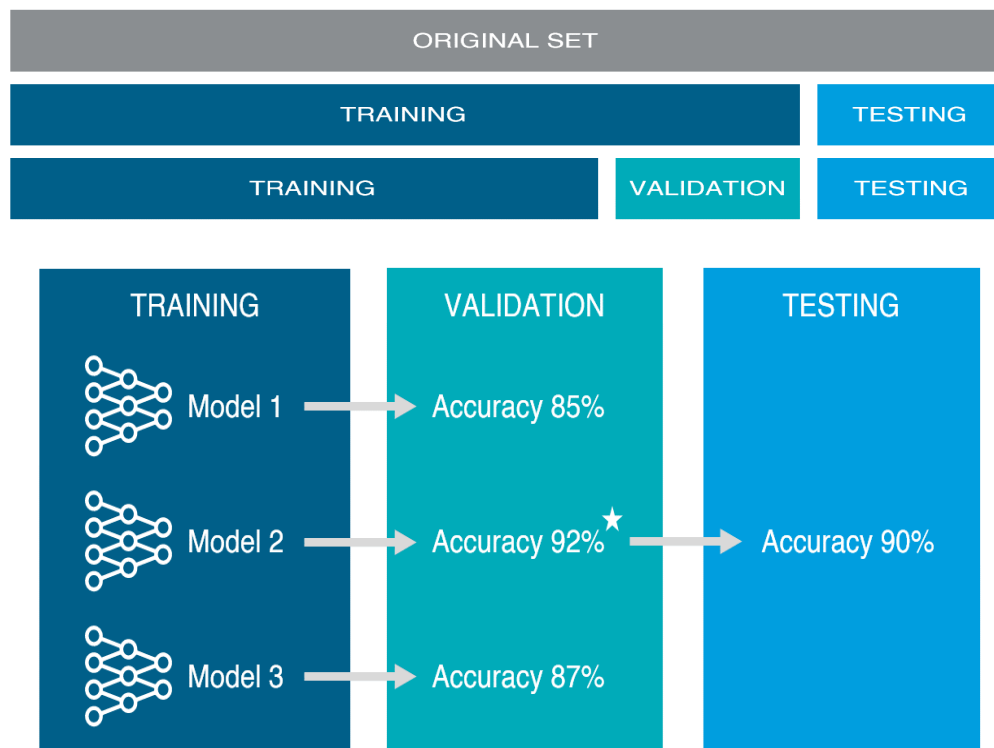 ORIGINAL SET
TRAINING TESTING
TRAINING VALIDATION TESTING
TRAINING VALIDATION TESTING
Model 1 Accuracy 85%
Model 2 Accuracy 92% Accuracy 90%
Model 3 Accuracy 87%